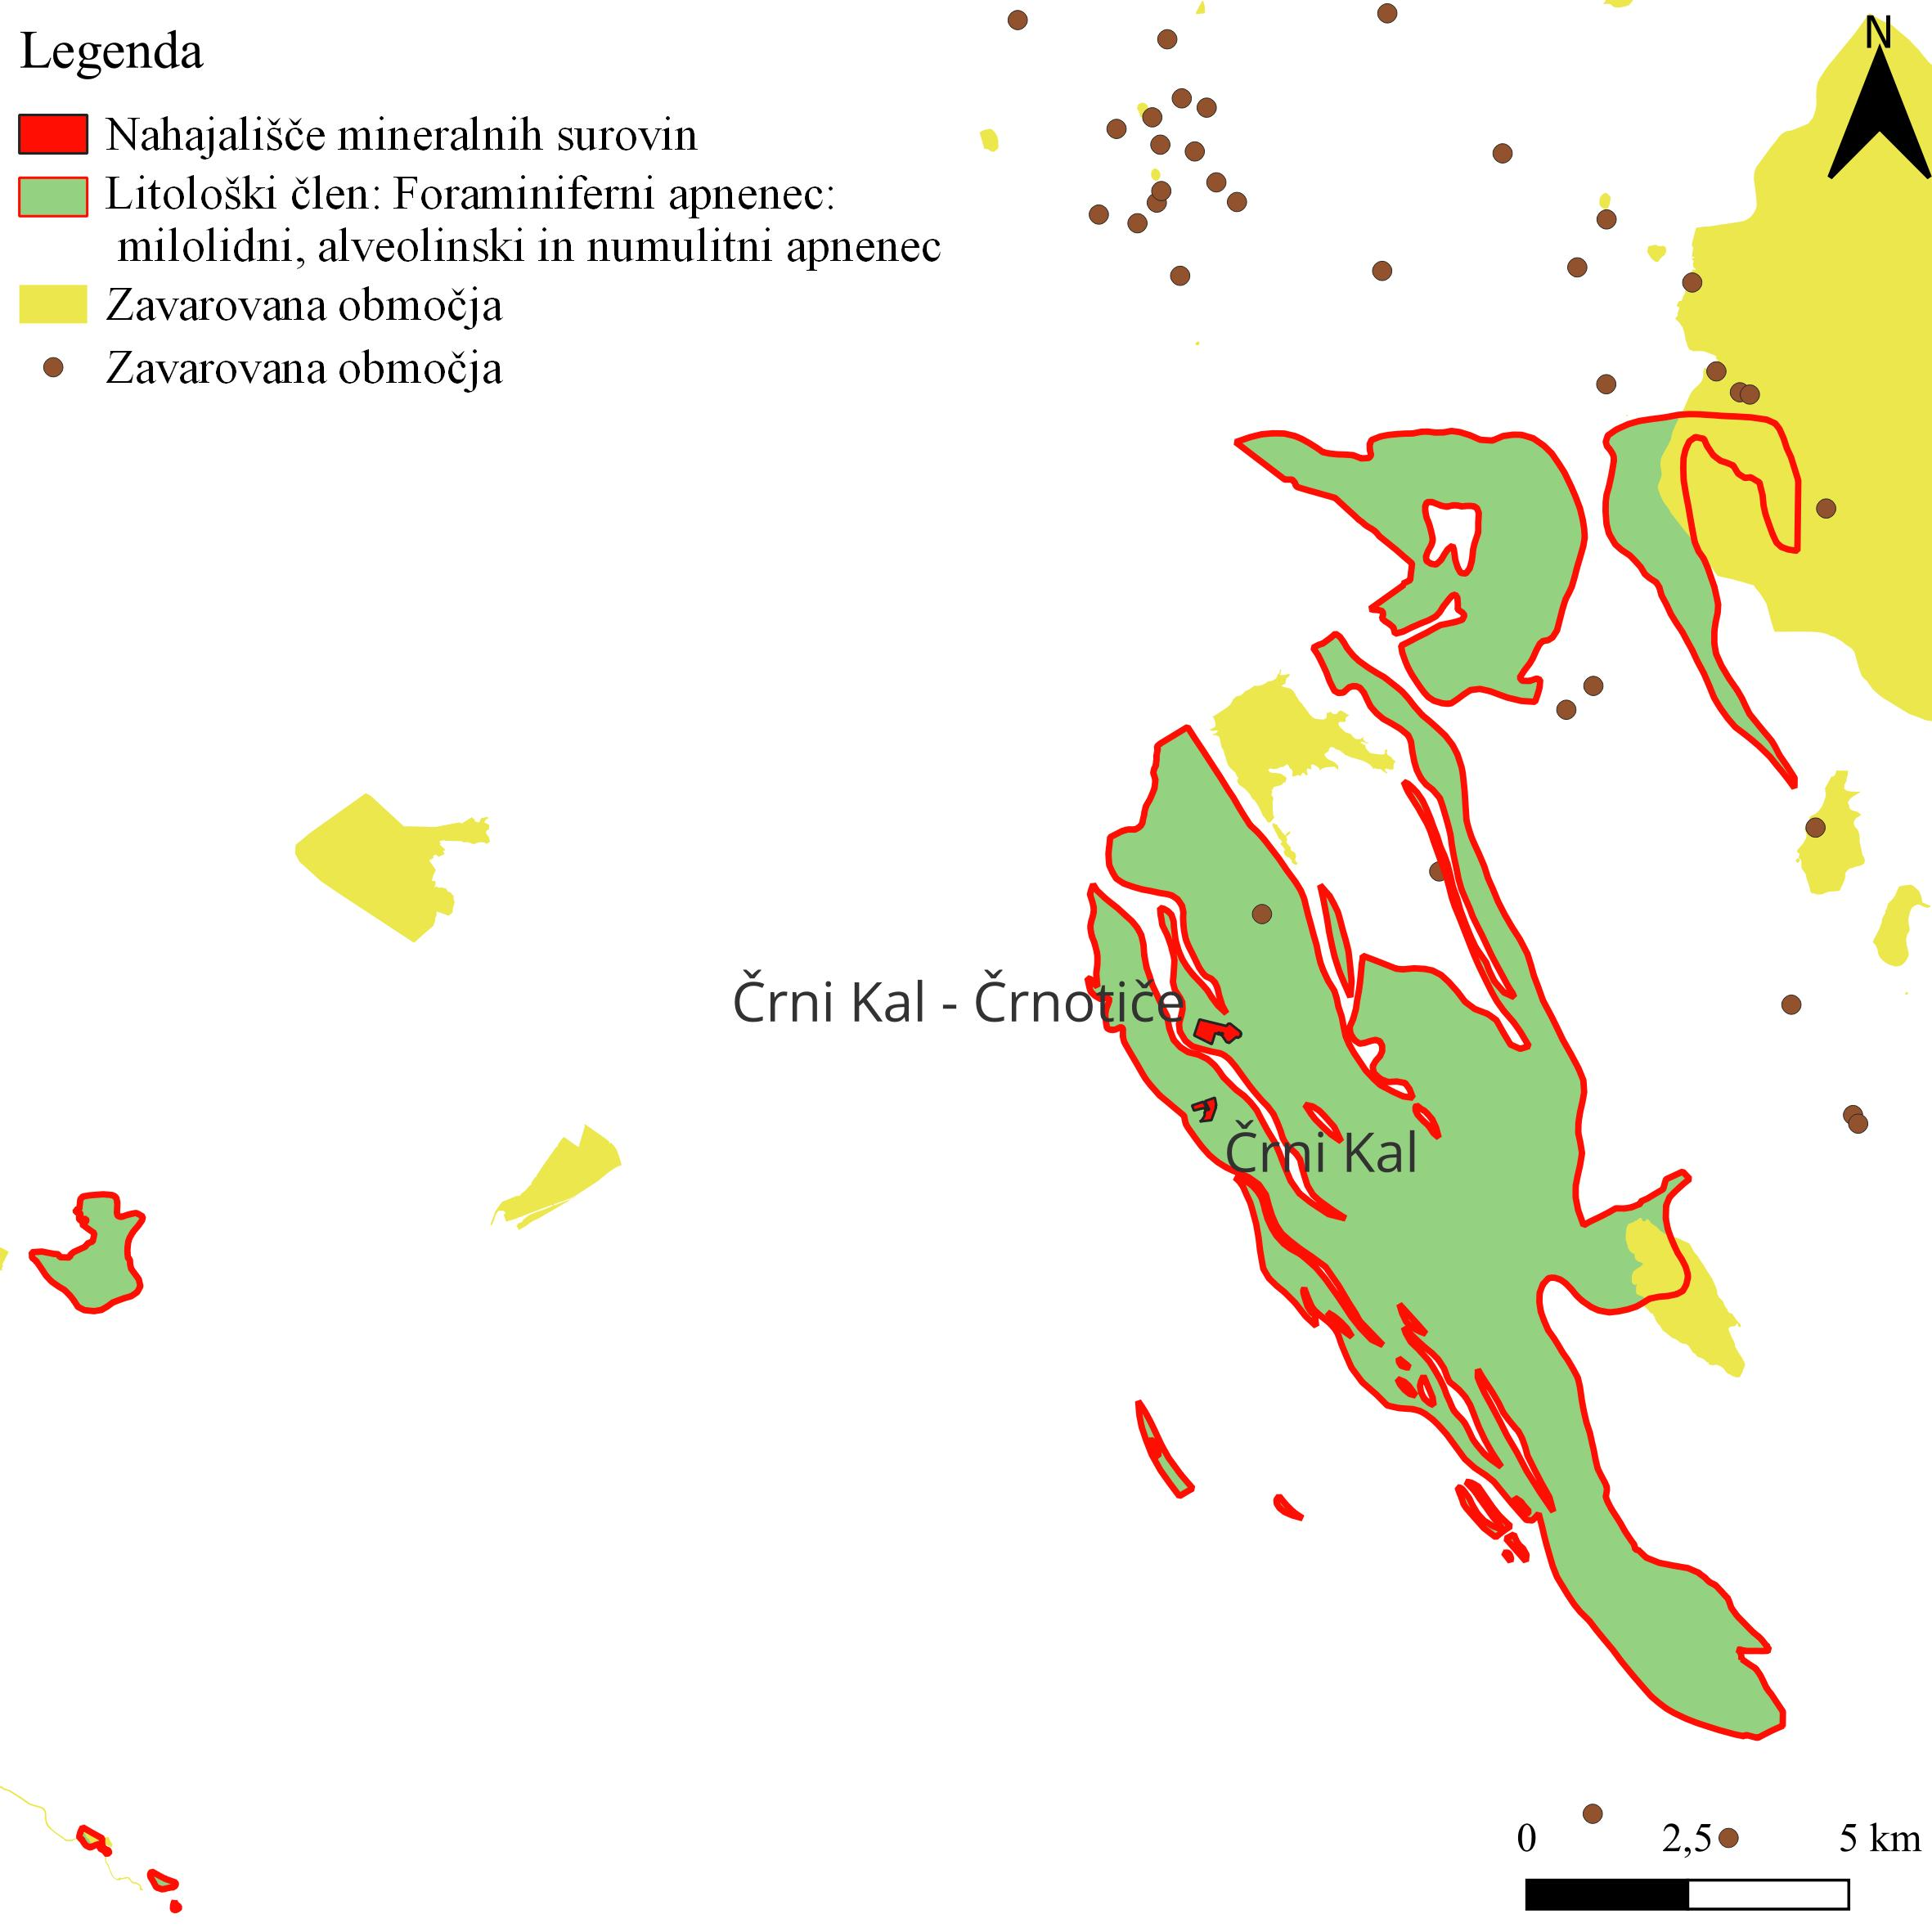 Legenda
Nahajališče mineralnih surovin
Litološki člen: Foraminiferni apnenec:
milolidni, alveolinski in numulitni apnenec
Zavarovana območja
Zavarovana območja
N
Črni Kal - Črnotiče
Črni Kal
0 2,5 5 km